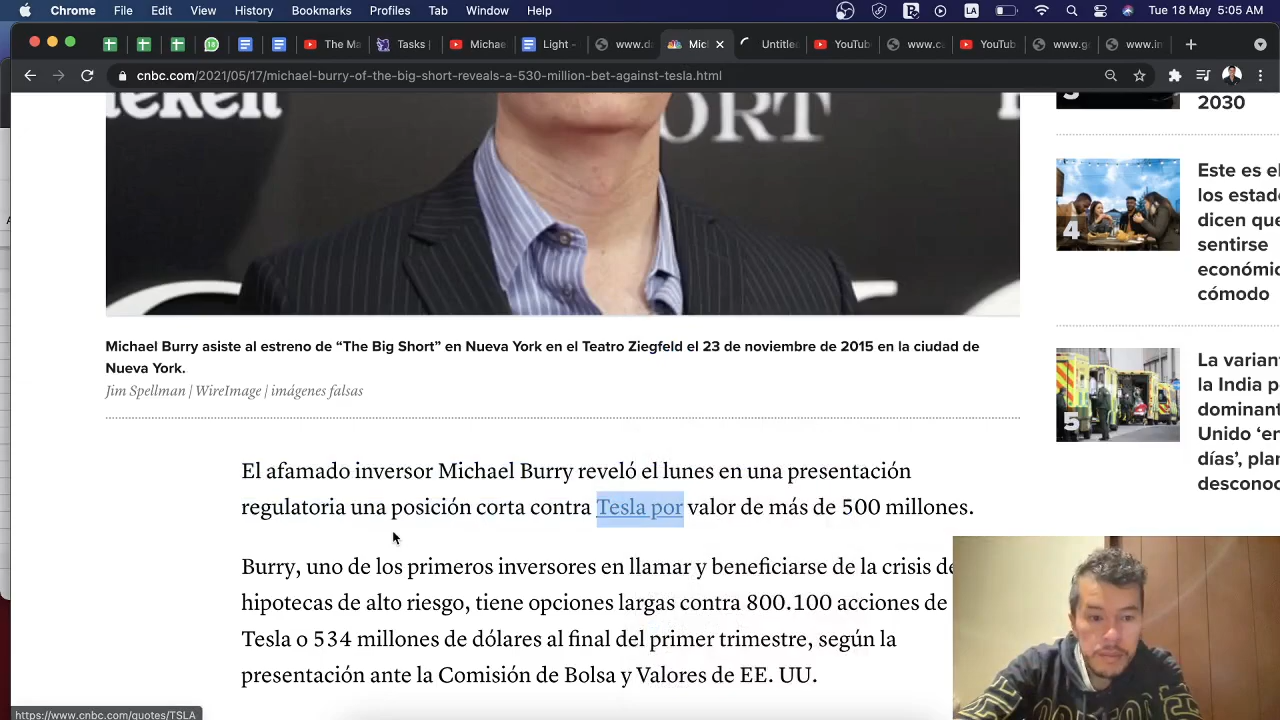 Chrome File Edit View History Bookmarks Profiles Tab Window Help LA Tue 18 May 5:05 AM
The Ma Tasks Michae Light - www.d Mic Untitle YouTub www.c YouTub www.g www.in
cnbc.com/2021/05/17/michael-burry-of-the-big-short-reveals-a-530-million-bet-against-tesla.html
ORT
3
2030
4
Este es el
los estad
dicen que
sentirse
económic
cómodo
Michael Burry asiste al estreno de “The Big Short” en Nueva York en el Teatro Ziegfeld el 23 de noviembre de 2015 en la ciudad de
Nueva York.
Jim Spellman | WireImage | imágenes falsas
5
La varian
la India p
dominant
Unido ‘en
días’, plan
desconoc
El afamado inversor Michael Burry reveló el lunes en una presentación
regulatoria una posición corta contra Tesla por valor de más de 500 millones.
Burry, uno de los primeros inversores en llamar y beneficiarse de la crisis de
hipotecas de alto riesgo, tiene opciones largas contra 800.100 acciones de
Tesla o 534 millones de dólares al final del primer trimestre, según la
presentación ante la Comisión de Bolsa y Valores de EE. UU.
https://www.cnbc.com/quotes/TSLA